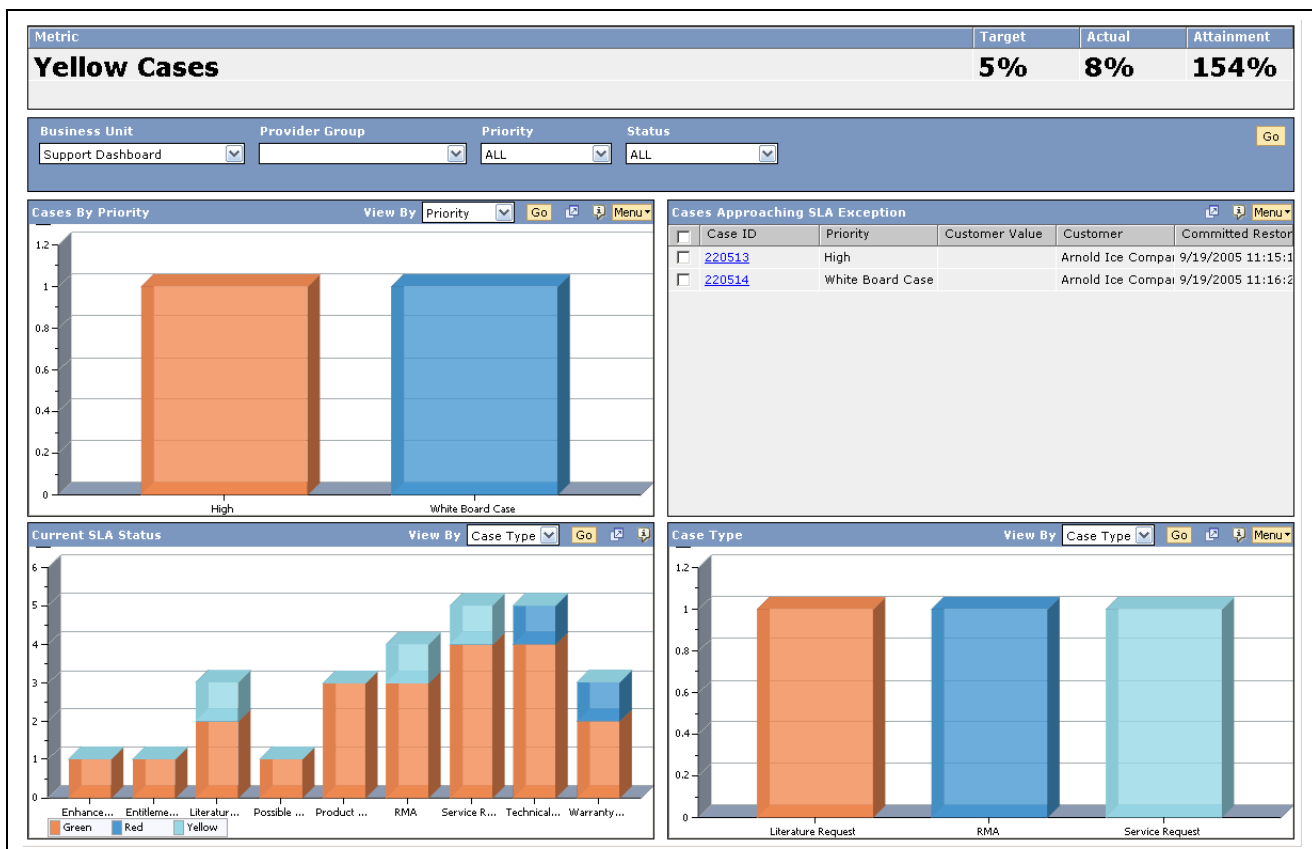 Metric Target Actual Attainment
Yellow Cases 5% 8% 154%
Business Unit Provider Group Priority Status
Go
Support Dashboard ALL ALL
Cases By Priority View By Priority Go Menu
1.2
1
0.8
0.6
0.4
0.2
0
High White Board Case
Cases Approaching SLA Exception Menu
Case ID Priority Customer Value Customer Committed Restor
220513 High Arnold Ice Compai 9/19/2005 11:15:1
220514 White Board Case Arnold Ice Compai 9/19/2005 11:16:2
Current SLA Status View By Case Type Go
6
5
4
3
2
1
0
Enhance... Entitleme... Literatur... Possible ... Product ... RMA Service R... Technical... Warranty...
Green Red Yellow
Case Type View By Case Type Go Menu
1.2
1
0.8
0.6
0.4
0.2
0
Literature Request RMA Service Request